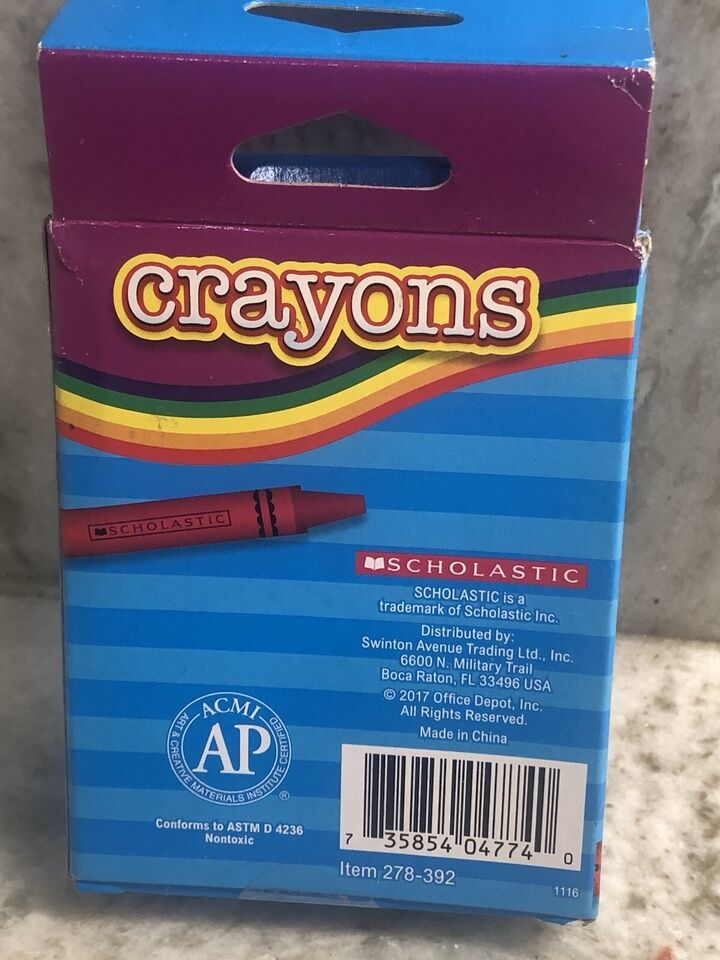 crayons
SCHOLASTIC
SCHOLASTIC
SCHOLASTIC is a
trademark of Scholastic Inc.
Distributed by:
Swinton Avenue Trading Ltd., Inc.
6600 N. Military Trail
Boca Raton, FL 33496 USA
© 2017 Office Depot, Inc.
All Rights Reserved.
Made in China
ACMI
AP
ART & CREATIVE MATERIALS INSTITUTE CERTIFIED
®
Conforms to ASTM D 4236
Nontoxic
7 35854 04774 0
Item 278-392
1116